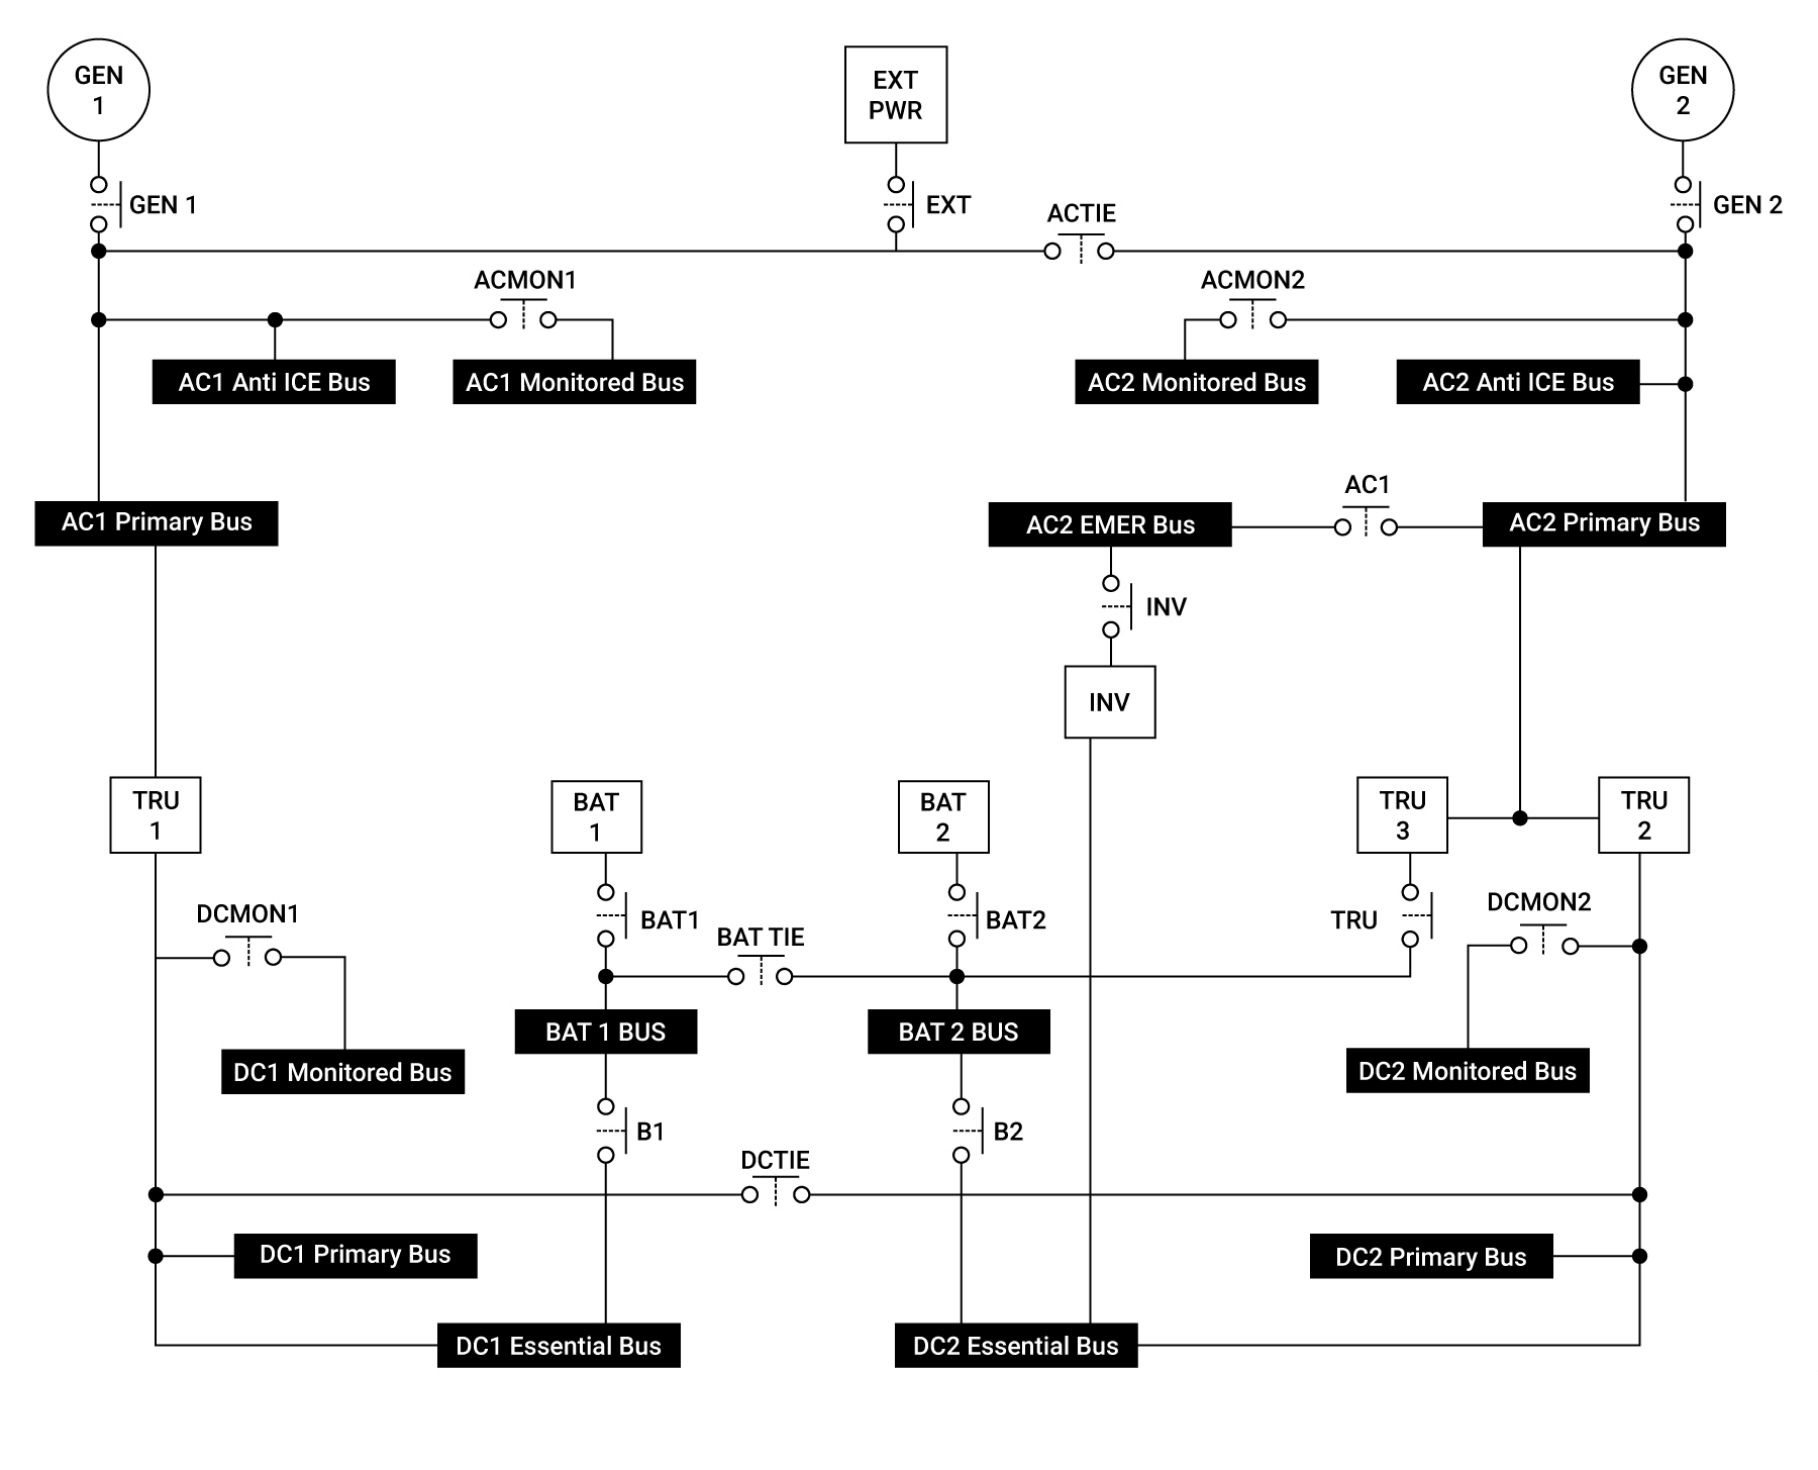 GEN
1
EXT
PWR
GEN
2
GEN 1
EXT
ACTIE
GEN 2
ACMON1
ACMON2
AC1 Anti ICE Bus
AC1 Monitored Bus
AC2 Monitored Bus
AC2 Anti ICE Bus
AC1
AC1 Primary Bus
AC2 EMER Bus
AC2 Primary Bus
INV
INV
TRU
1
BAT
1
BAT
2
TRU
3
TRU
2
DCMON1
BAT1
BAT TIE
BAT2
TRU
DCMON2
BAT 1 BUS
BAT 2 BUS
DC1 Monitored Bus
DC2 Monitored Bus
B1
B2
DCTIE
DC1 Primary Bus
DC2 Primary Bus
DC1 Essential Bus
DC2 Essential Bus